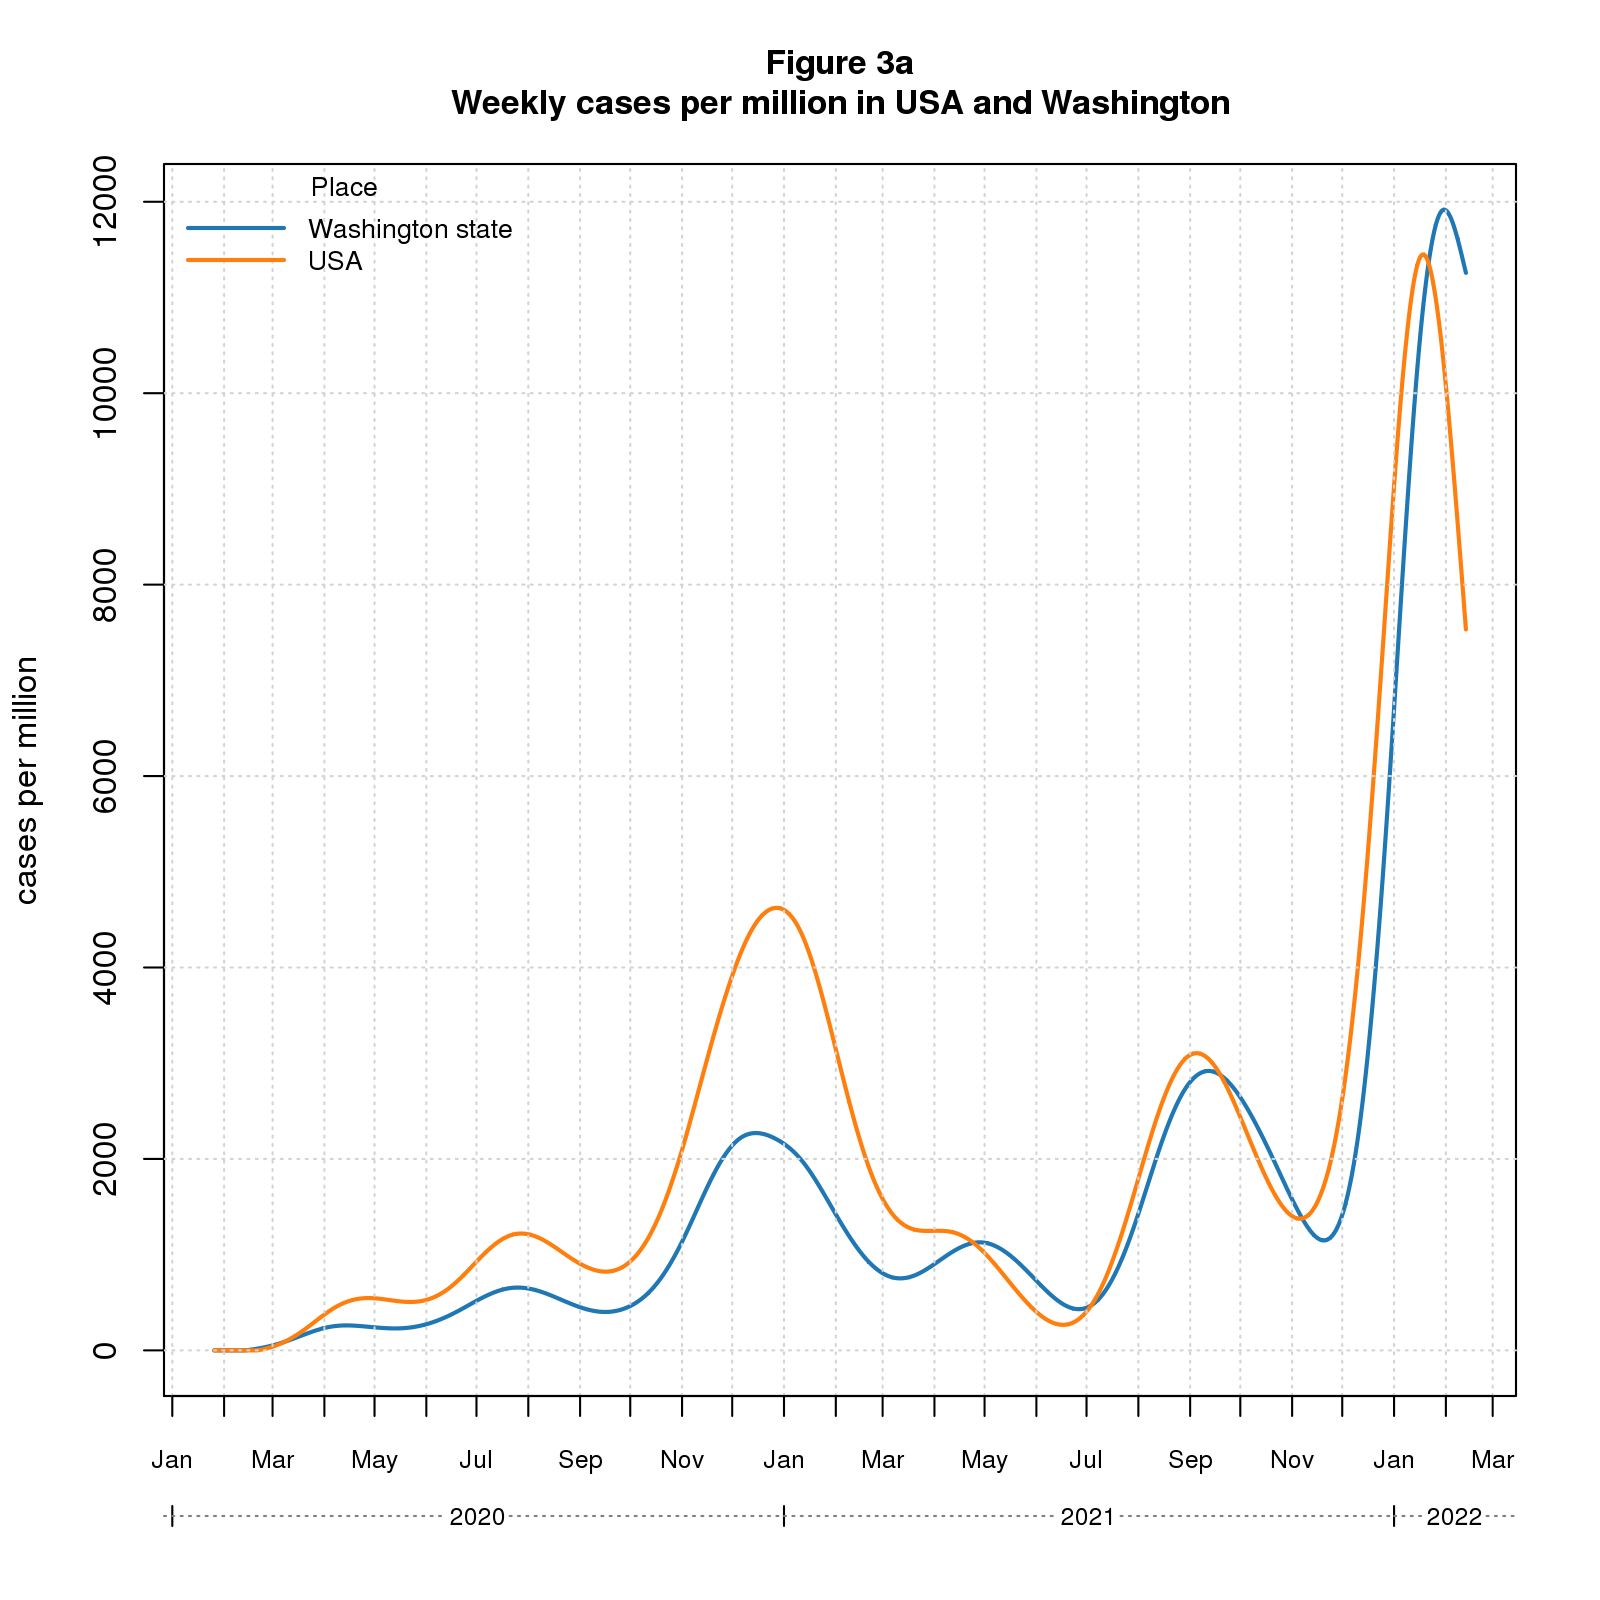 Figure 3a
Weekly cases per million in USA and Washington
Place
Washington state
USA
cases per million
12000
10000
8000
6000
4000
2000
0
Jan Mar May Jul Sep Nov Jan Mar May Jul Sep Nov Jan Mar
2020 2021 2022